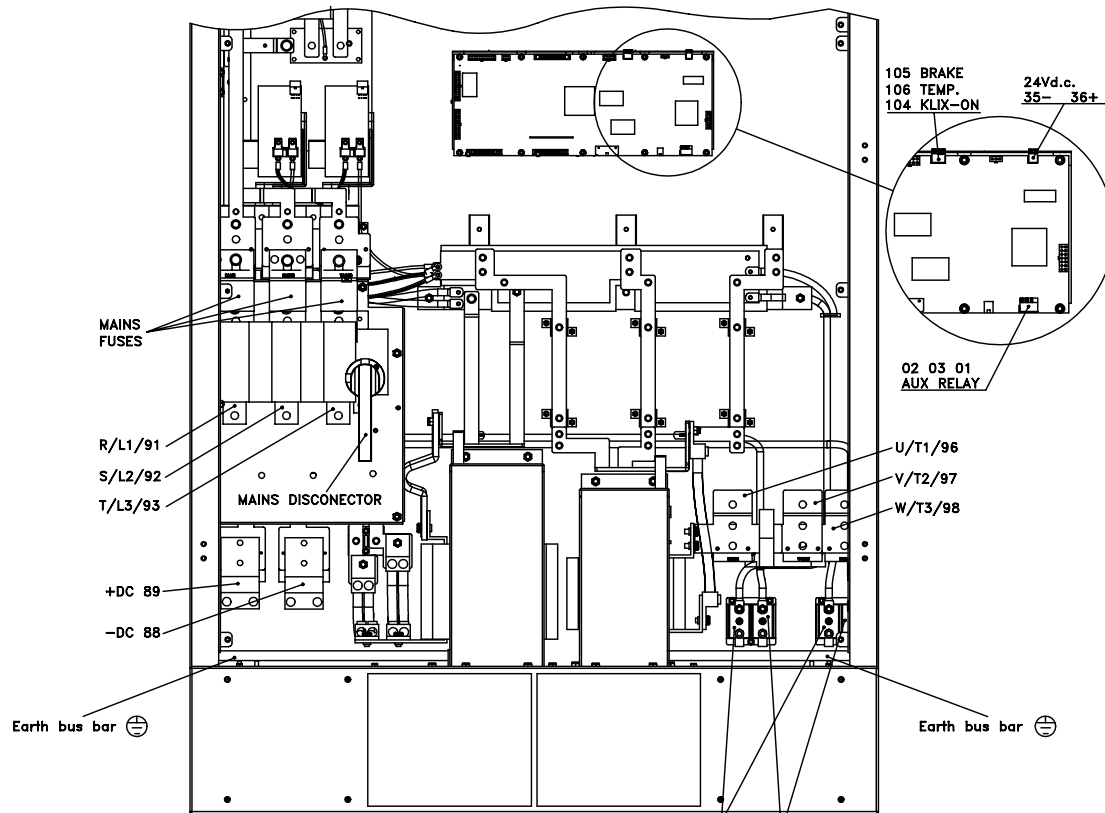 105 BRAKE
106 TEMP.
104 KLIX-ON
24Vd.c.
35- 36+
MAINS
FUSES
02 03 01
AUX RELAY
R/L1/91
S/L2/92
T/L3/93
MAINS DISCONECTOR
U/T1/96
V/T2/97
W/T3/98
+DC 89
-DC 88
Earth bus bar
Earth bus bar